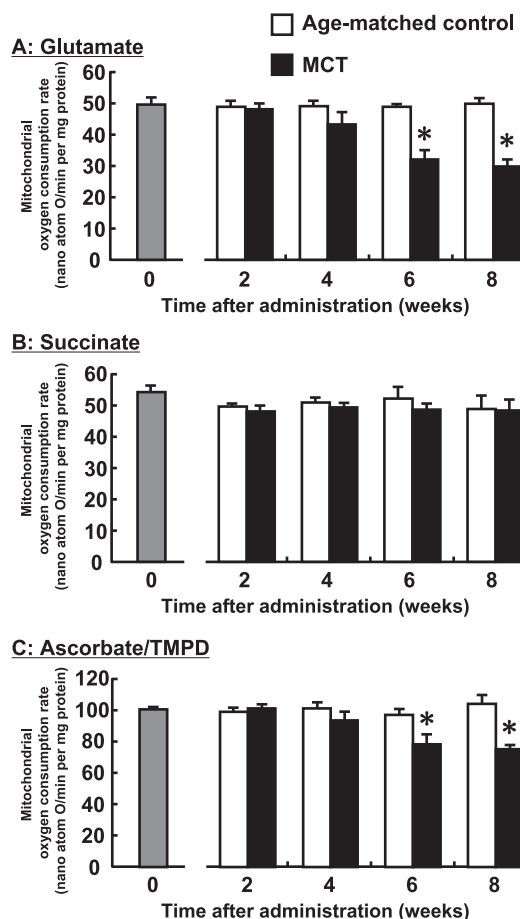 Age-matched control
MCT
A: Glutamate
Mitochondrial
oxygen consumption rate
(nano atom O/min per mg protein)
60
50
40
30
20
10
0
*
*
0 2 4 6 8
Time after administration (weeks)
B: Succinate
Mitochondrial
oxygen consumption rate
(nano atom O/min per mg protein)
60
50
40
30
20
10
0
0 2 4 6 8
Time after administration (weeks)
C: Ascorbate/TMPD
Mitochondrial
oxygen consumption rate
(nano atom O/min per mg protein)
120
100
80
60
40
20
0
*
*
0 2 4 6 8
Time after administration (weeks)